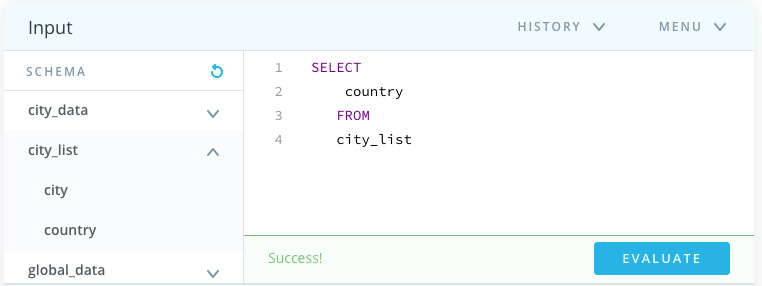 Input HISTORY MENU
SCHEMA
city_data
city_list
city
country
global_data
1 SELECT
2 country
3 FROM
4 city_list
Success! EVALUATE